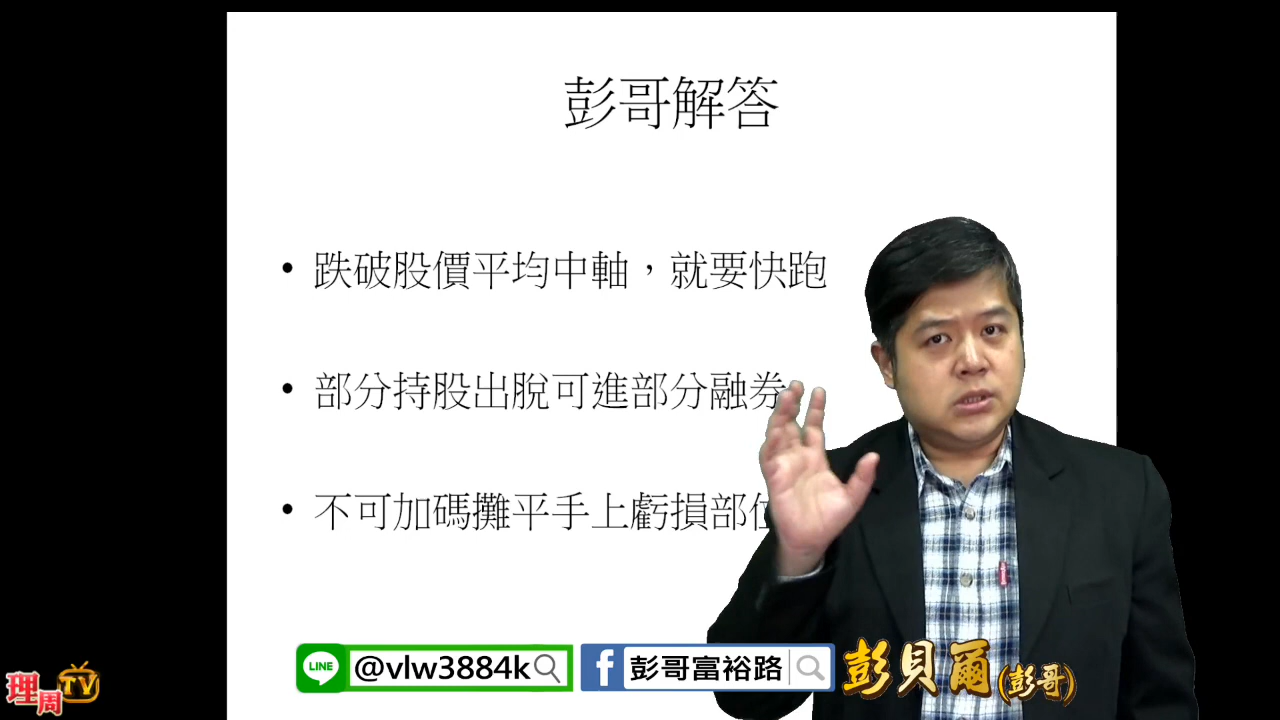 彭哥解答
• 跌破股價平均中軸，就要快跑
• 部分持股出脫可進部分融券
• 不可加碼攤平手上虧損部位
LINE @vlw3884k
f 彭哥富裕路
彭貝爾(彭哥)
理周TV